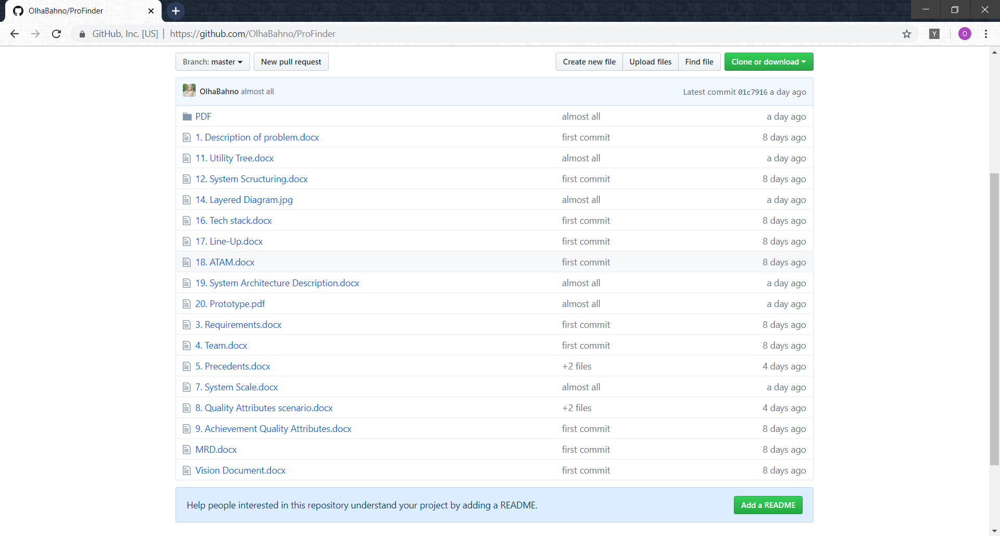 OlhaBahno/ProFinder
GitHub, Inc. [US] | https://github.com/OlhaBahno/ProFinder
Y
O
Branch: master
New pull request
Create new file
Upload files
Find file
Clone or download
OlhaBahno almost all
Latest commit 01c7916 a day ago
PDF almost all a day ago
1. Description of problem.docx first commit 8 days ago
11. Utility Tree.docx almost all a day ago
12. System Scructuring.docx first commit 8 days ago
14. Layered Diagram.jpg almost all a day ago
16. Tech stack.docx first commit 8 days ago
17. Line-Up.docx first commit 8 days ago
18. ATAM.docx first commit 8 days ago
19. System Architecture Description.docx almost all a day ago
20. Prototype.pdf almost all a day ago
3. Requirements.docx first commit 8 days ago
4. Team.docx first commit 8 days ago
5. Precedents.docx +2 files 4 days ago
7. System Scale.docx almost all a day ago
8. Quality Attributes scenario.docx +2 files 4 days ago
9. Achievement Quality Attributes.docx first commit 8 days ago
MRD.docx first commit 8 days ago
Vision Document.docx first commit 8 days ago
Help people interested in this repository understand your project by adding a README.
Add a README